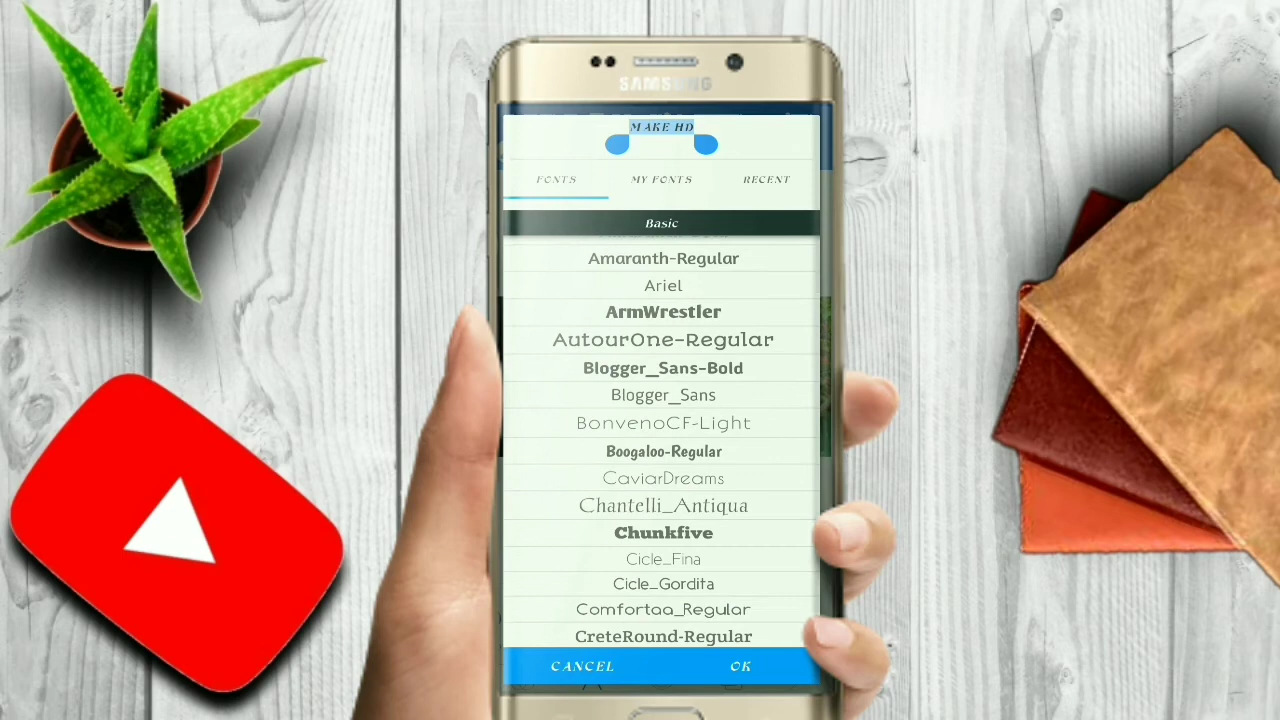 SAMSUNG
MAKE HD
FONTS MY FONTS RECENT
Basic
Amaranth-Regular
Ariel
ArmWrestler
AutourOne-Regular
Blogger_Sans-Bold
Blogger_Sans
BonvenoCF-Light
Boogaloo-Regular
CaviarDreams
Chantelli_Antiqua
Chunkfive
Cicle_Fina
Cicle_Gordita
Comfortaa_Regular
CreteRound-Regular
CANCEL OK